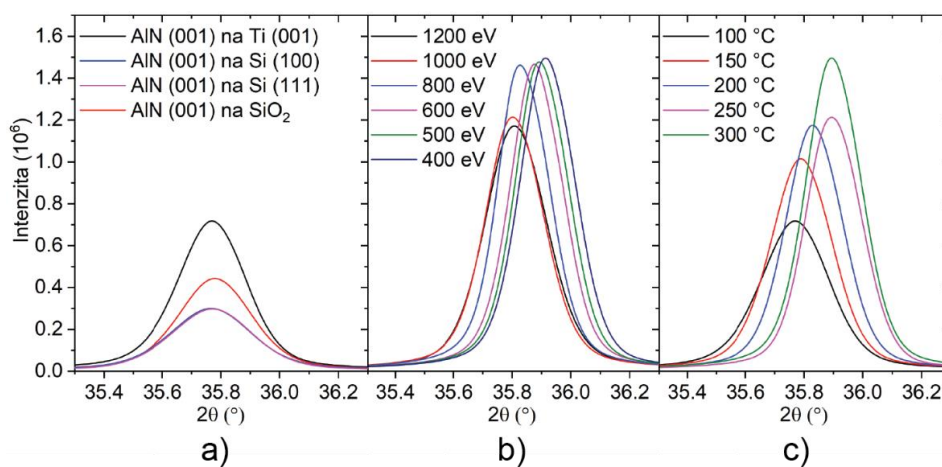 1.6
1.4
1.2
1.0
0.8
0.6
0.4
0.2
0.0
Intenzita (10⁶)
AlN (001) na Ti (001)
AlN (001) na Si (100)
AlN (001) na Si (111)
AlN (001) na SiO₂
35.4 35.8 36.2
2θ (°)
a)
1200 eV
1000 eV
800 eV
600 eV
500 eV
400 eV
35.4 35.6 35.8 36.0 36.2
2θ (°)
b)
100 °C
150 °C
200 °C
250 °C
300 °C
35.4 35.6 35.8 36.0 36.2
2θ (°)
c)